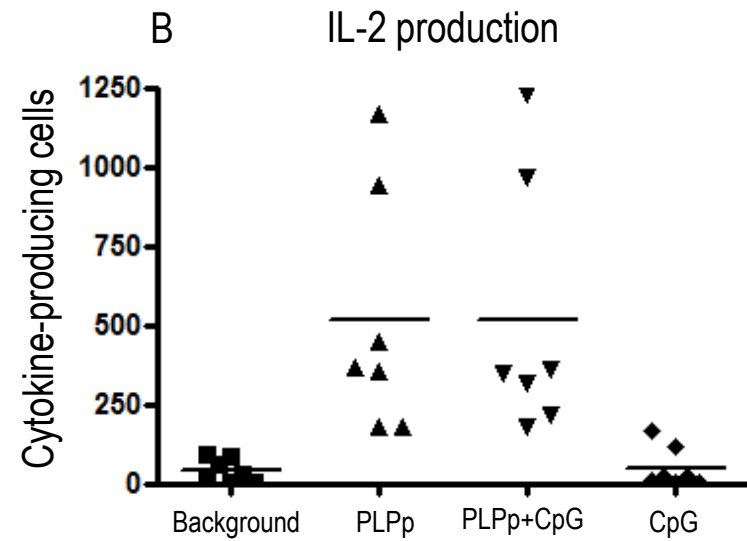 B IL-2 production
Cytokine-producing cells
1250
1000
750
500
250
0
Background PLPp PLPp+CpG CpG